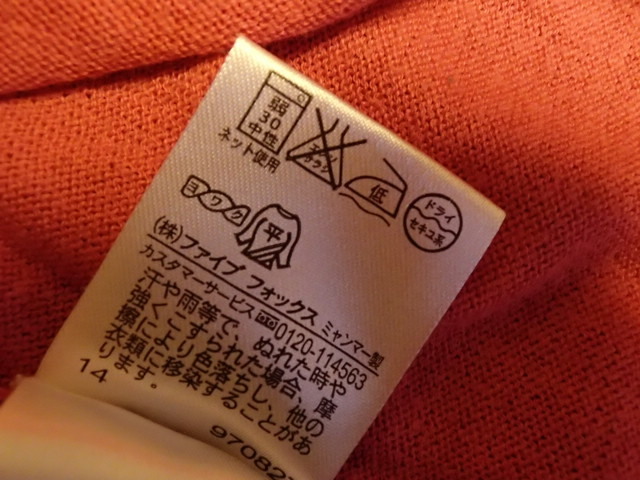 弱
30
中性
ネット使用
エンソ
サラシ
低
ドライ
セキユ系
ヨワク
平
(株)ファイブ フォックス ミャンマー製
カスタマーサービス 0120-114563
汗や雨等で、ぬれた時や
強くこすられた場合、摩
擦により色落ちし、他の
衣類に移染することがあ
ります。
14
97082